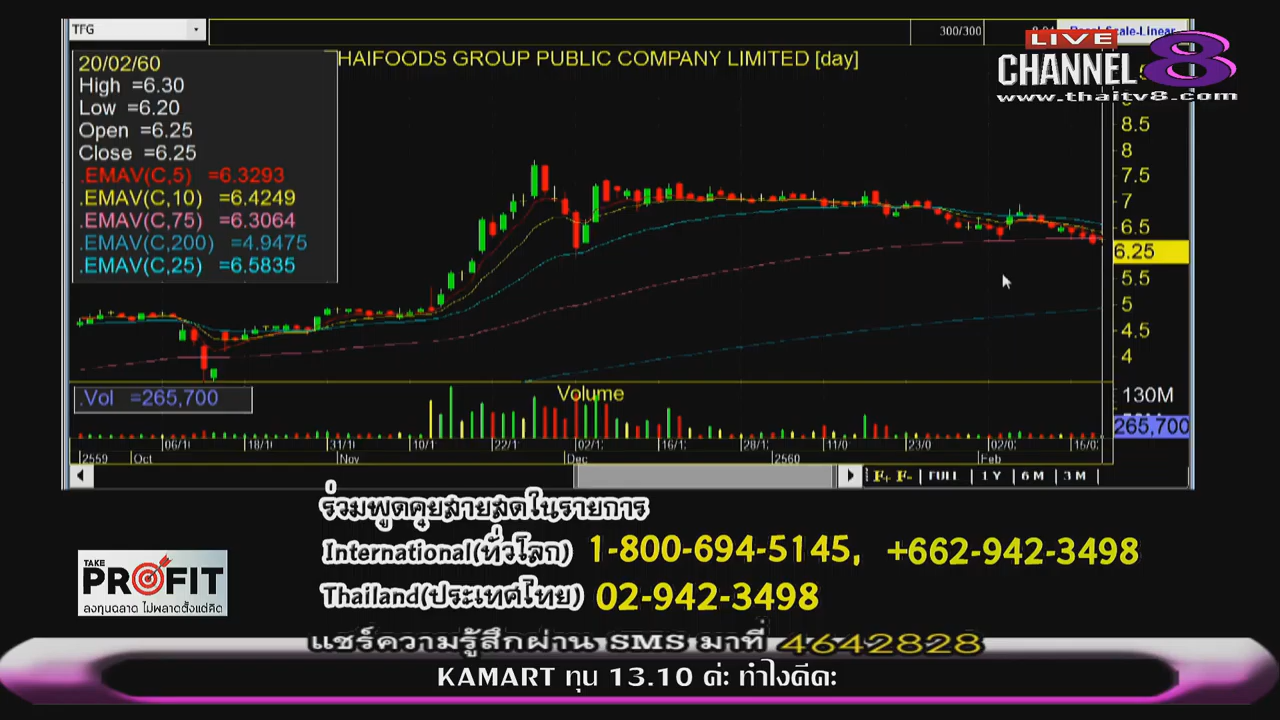 TFG
300/300
LIVE
CHANNEL 8
www.thaitv8.com
20/02/60
High =6.30
Low =6.20
Open =6.25
Close =6.25
.EMAV(C,5) =6.3293
.EMAV(C,10) =6.4249
.EMAV(C,75) =6.3064
.EMAV(C,200) =4.9475
.EMAV(C,25) =6.5835
HAIFOODS GROUP PUBLIC COMPANY LIMITED [day]
8.5
8
7.5
7
6.5
6.25
5.5
5
4.5
4
.Vol =265,700
Volume
130M
265,700
06/1 18/1 31/1 10/1 22/1 02/1 16/1 28/1 11/0 23/0 02/ 15/0
2559 Oct Nov Dec 2560 Feb
F+ F- FULL 1 Y 6 M 3 M
ร่วมพูดคุยสายสดในรายการ
International(ทั่วโลก) 1-800-694-5145, +662-942-3498
Thailand(ประเทศไทย) 02-942-3498
TAKE PROFIT
ลงทุนฉลาด ไม่พลาดตั้งแต่คิด
แชร์ความรู้สึกผ่าน SMS มาที่ 4642828
KAMART ทุน 13.10 ค่ะ ทำไงดีคะ